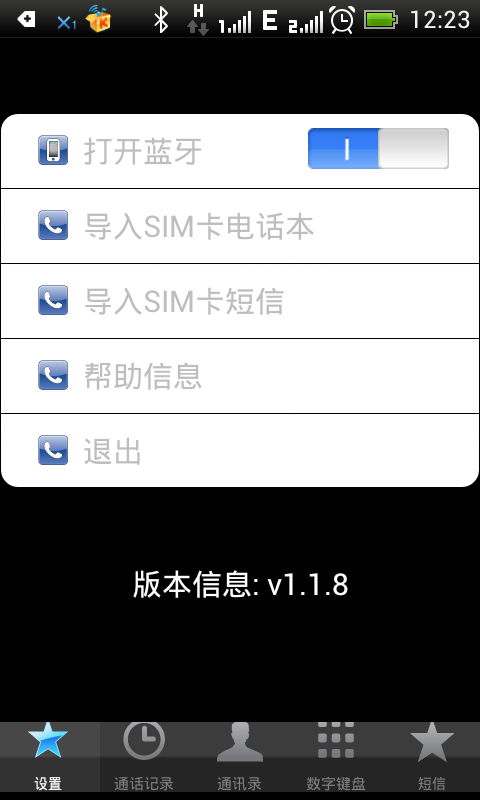 X1 K H 1 E 2 12:23
打开蓝牙
导入SIM卡电话本
导入SIM卡短信
帮助信息
退出
版本信息: v1.1.8
设置 通话记录 通讯录 数字键盘 短信